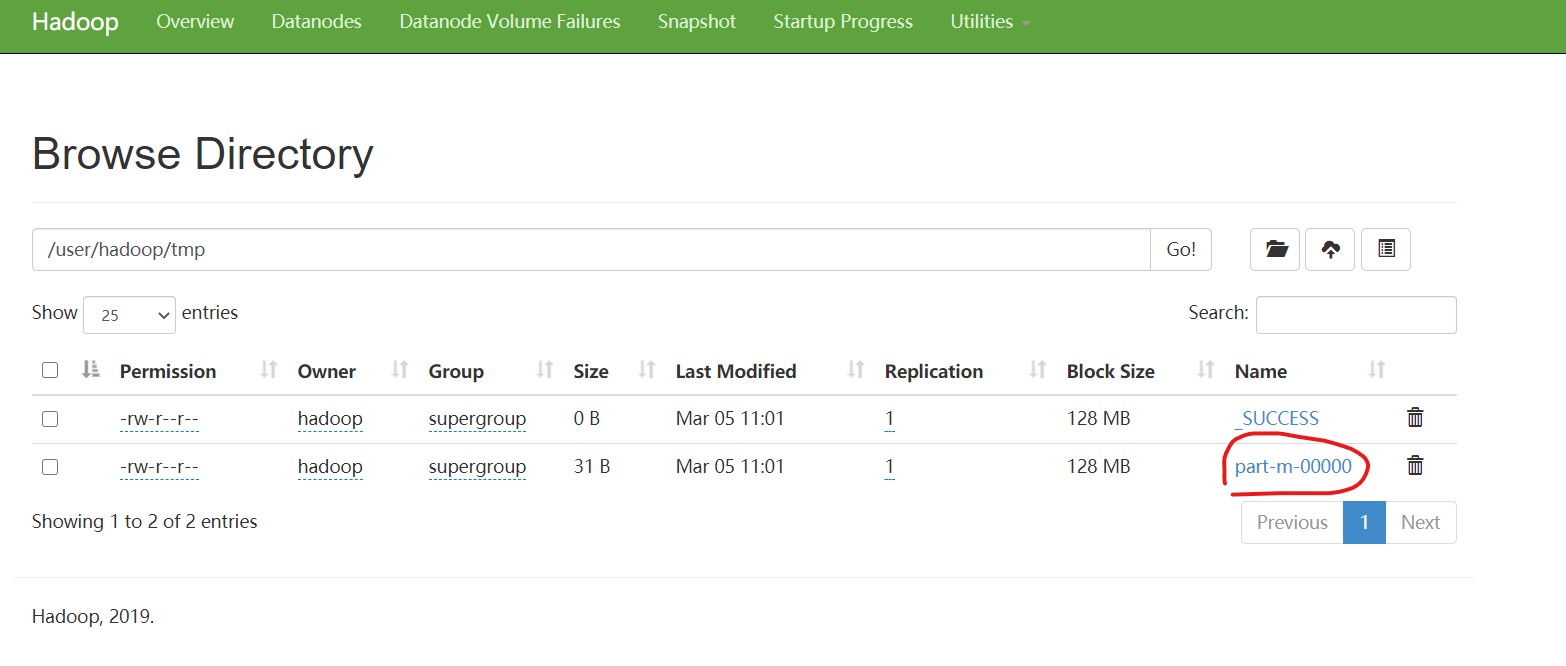 Hadoop Overview Datanodes Datanode Volume Failures Snapshot Startup Progress Utilities
Browse Directory
/user/hadoop/tmp Go!
Show 25 entries Search:
Permission Owner Group Size Last Modified Replication Block Size Name
-rw-r--r-- hadoop supergroup 0 B Mar 05 11:01 1 128 MB _SUCCESS
-rw-r--r-- hadoop supergroup 31 B Mar 05 11:01 1 128 MB part-m-00000
Showing 1 to 2 of 2 entries Previous 1 Next
Hadoop, 2019.